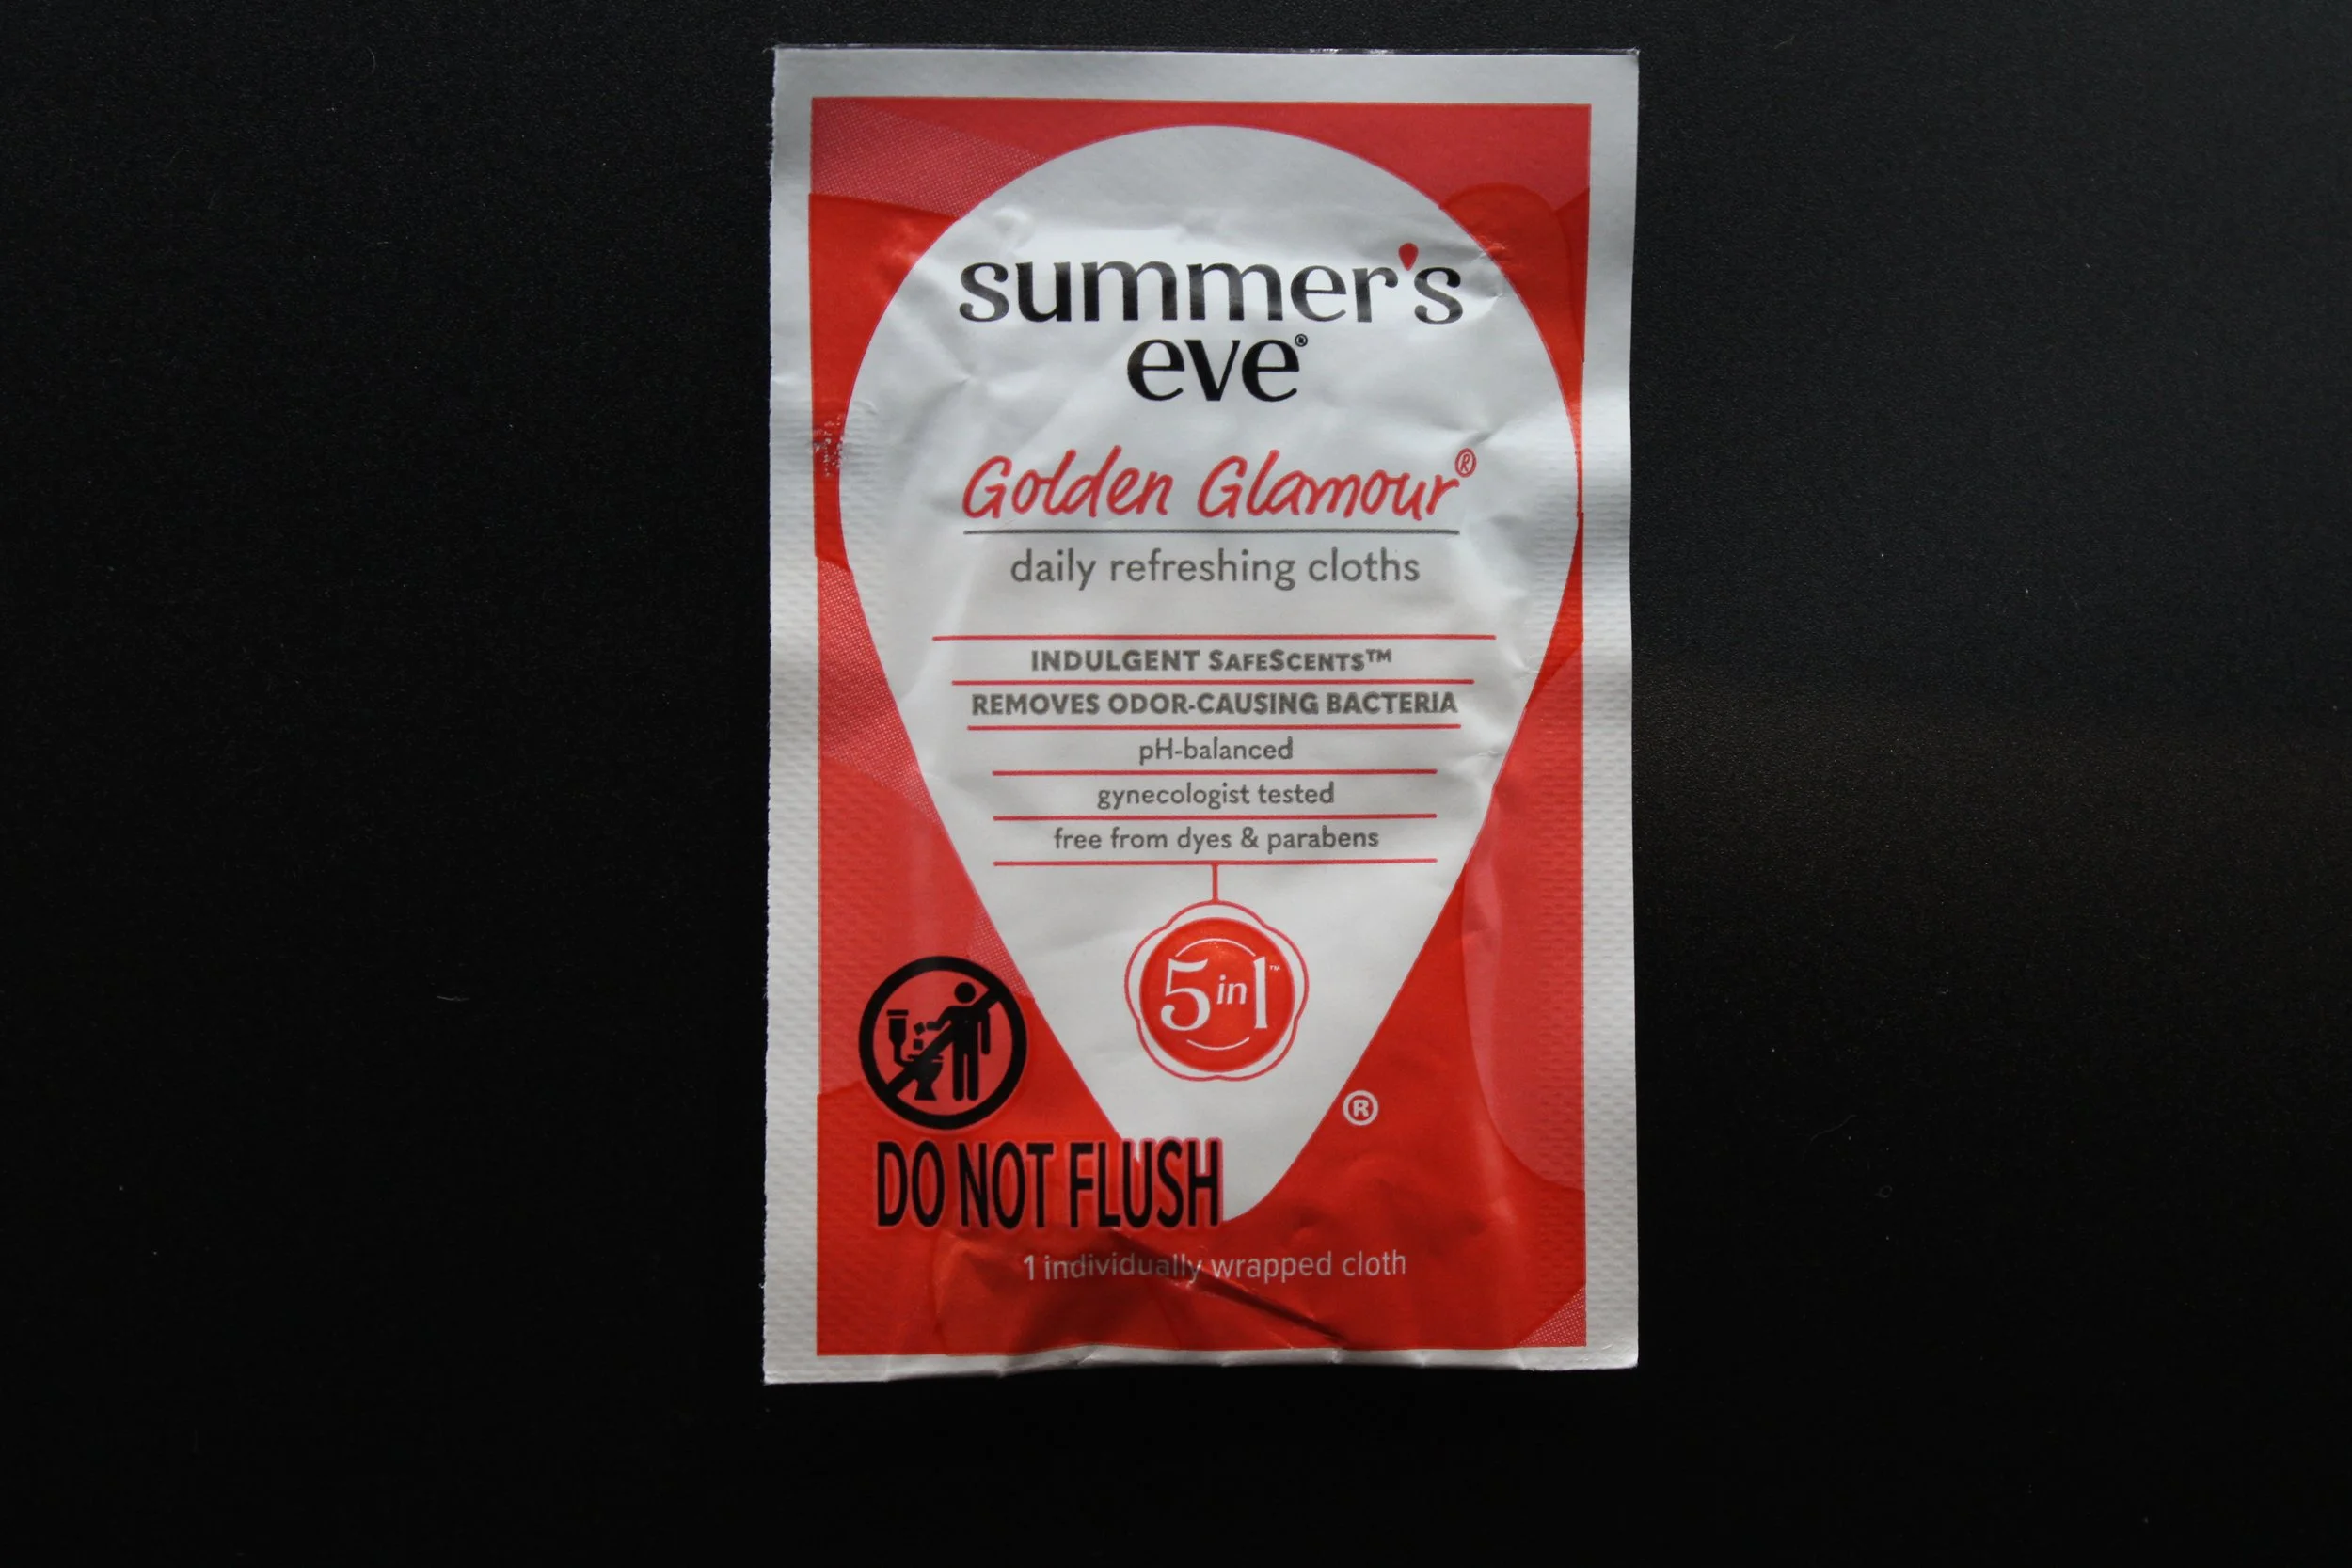 summer's
eve®
Golden Glamour®
daily refreshing cloths
INDULGENT SAFESCENTS™
REMOVES ODOR-CAUSING BACTERIA
pH-balanced
gynecologist tested
free from dyes & parabens
5 in 1™
®
DO NOT FLUSH
1 individually wrapped cloth